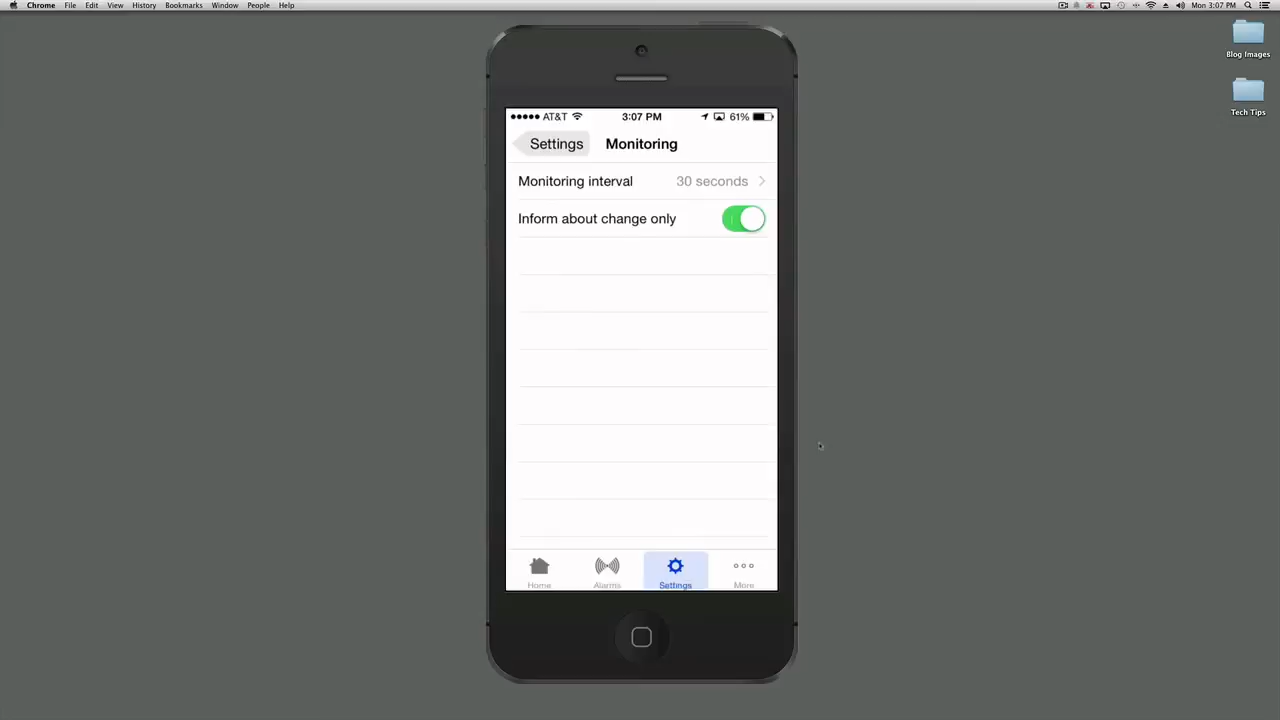 Chrome File Edit View History Bookmarks Window People Help Mon 3:07 PM
Blog Images
Tech Tips
AT&T 3:07 PM 61%
Settings Monitoring
Monitoring interval 30 seconds
Inform about change only
Home Alarms Settings More